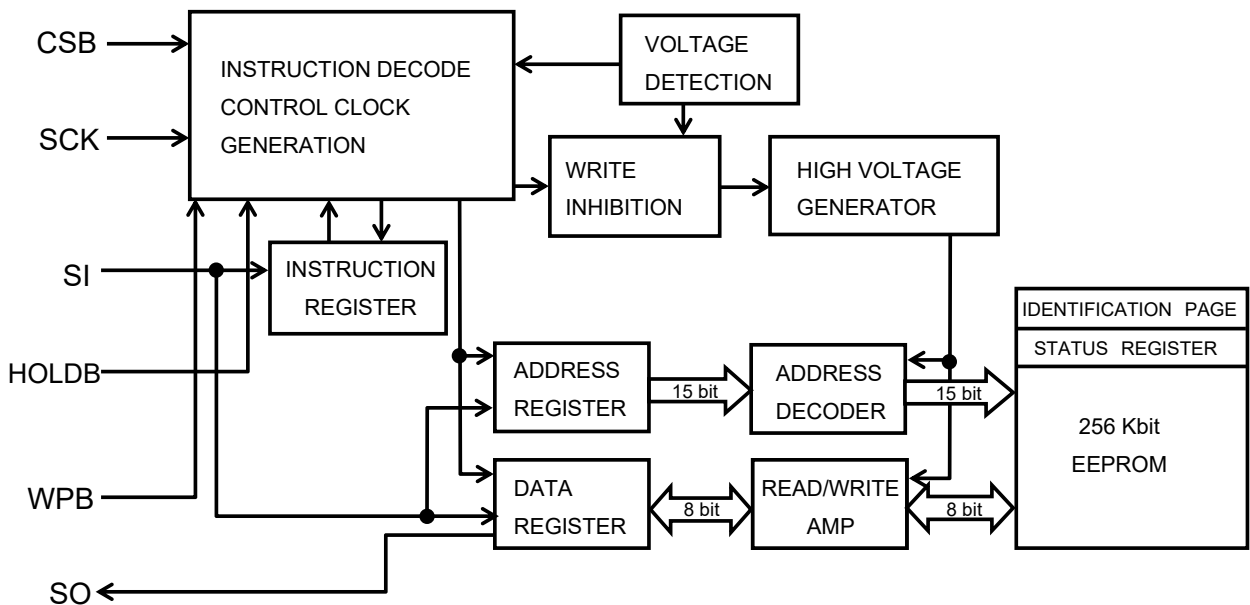 CSB
SCK
SI
HOLDB
WPB
SO
INSTRUCTION DECODE
CONTROL CLOCK
GENERATION
VOLTAGE
DETECTION
WRITE
INHIBITION
HIGH VOLTAGE
GENERATOR
INSTRUCTION
REGISTER
ADDRESS
REGISTER
15 bit
ADDRESS
DECODER
15 bit
DATA
REGISTER
8 bit
READ/WRITE
AMP
8 bit
IDENTIFICATION PAGE
STATUS REGISTER
256 Kbit
EEPROM